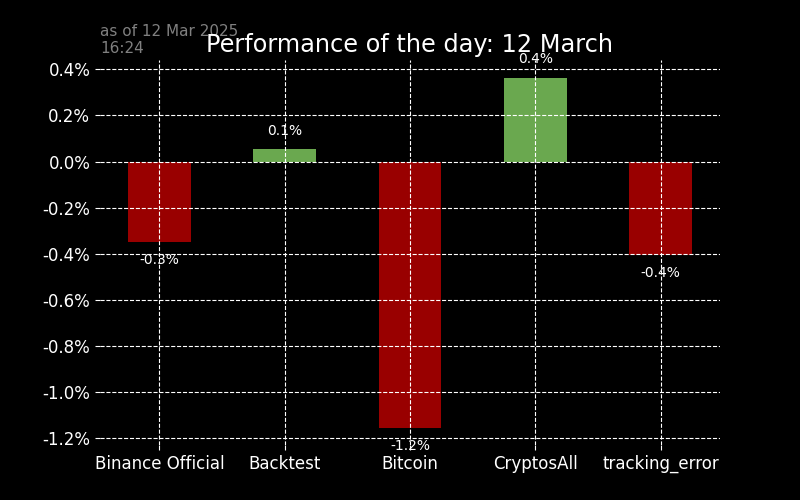 as of 12 Mar 2025
16:24
Performance of the day: 12 March
0.4%
0.2%
0.0%
-0.2%
-0.4%
-0.6%
-0.8%
-1.0%
-1.2%
-0.3%
0.1%
-1.2%
0.4%
-0.4%
Binance Official
Backtest
Bitcoin
CryptosAll
tracking_error